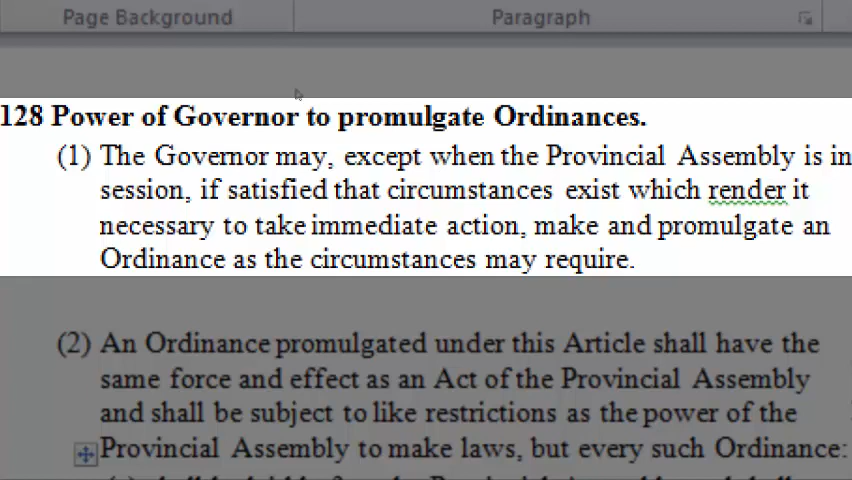 Page Background
Paragraph
128 Power of Governor to promulgate Ordinances.
(1) The Governor may, except when the Provincial Assembly is in
session, if satisfied that circumstances exist which render it
necessary to take immediate action, make and promulgate an
Ordinance as the circumstances may require.
(2) An Ordinance promulgated under this Article shall have the
same force and effect as an Act of the Provincial Assembly
and shall be subject to like restrictions as the power of the
Provincial Assembly to make laws, but every such Ordinance: